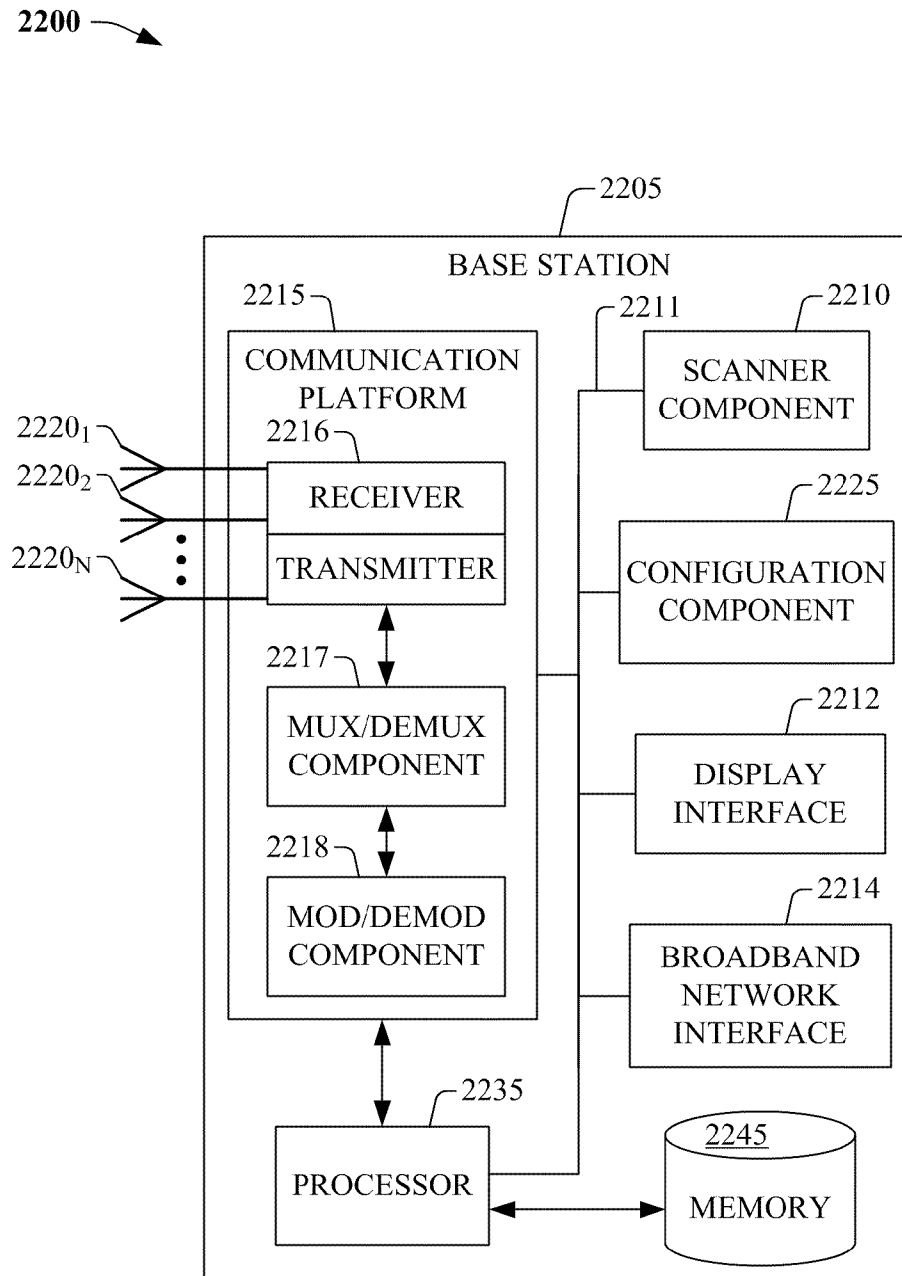 2200
2205
BASE STATION
2215
2211
2210
COMMUNICATION
PLATFORM
SCANNER
COMPONENT
2220₁
2216
2220₂
RECEIVER
2225
2220N
TRANSMITTER
CONFIGURATION
COMPONENT
2217
MUX/DEMUX
COMPONENT
2212
DISPLAY
INTERFACE
2218
MOD/DEMOD
COMPONENT
2214
BROADBAND
NETWORK
INTERFACE
2235
PROCESSOR
2245
MEMORY